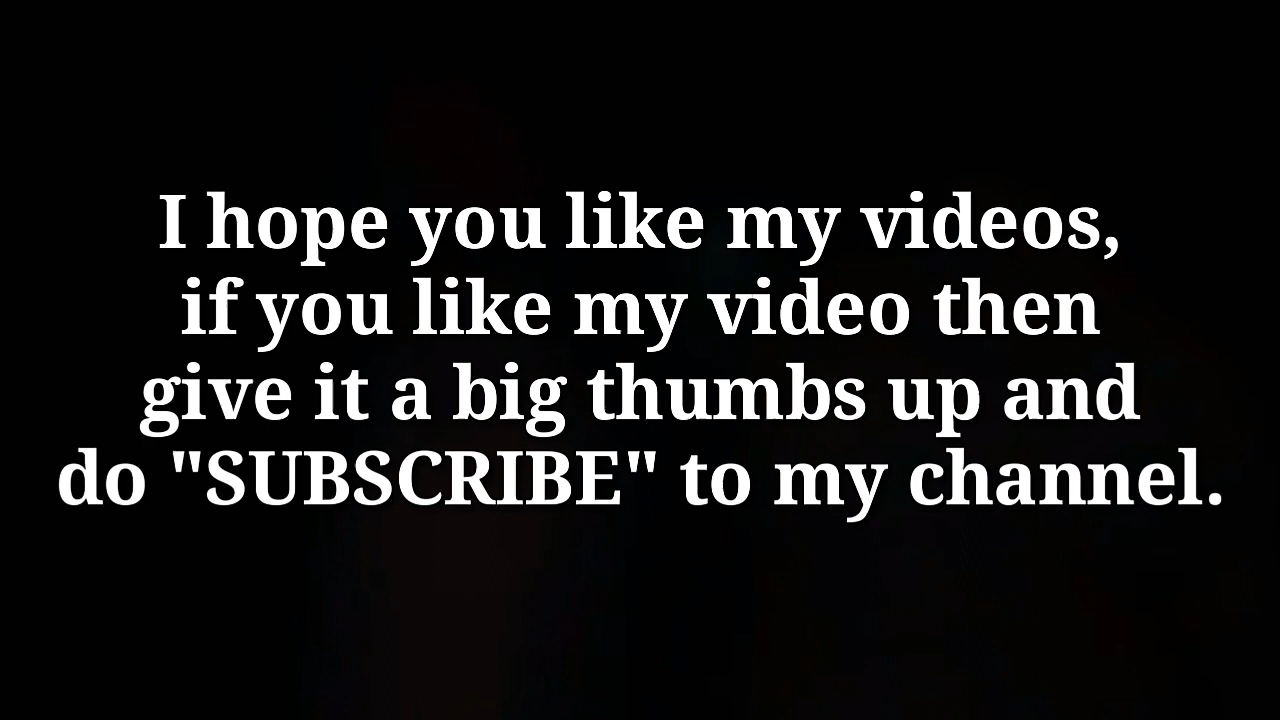 I hope you like my videos,
if you like my video then
give it a big thumbs up and
do "SUBSCRIBE" to my channel.